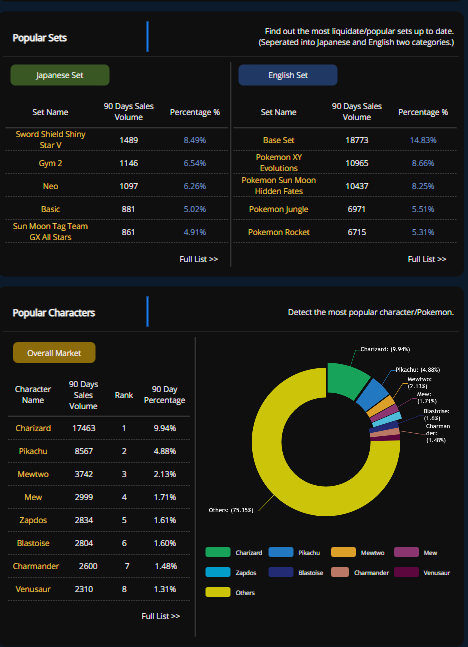 Popular Sets
Find out the most liquidate/popular sets up to date.
(Seperated into Japanese and English two categories.)
Japanese Set
Set Name 90 Days Sales Volume Percentage %
Sword Shield Shiny Star V 1489 8.49%
Gym 2 1146 6.54%
Neo 1097 6.26%
Basic 881 5.02%
Sun Moon Tag Team GX All Stars 861 4.91%
Full List >>
English Set
Set Name 90 Days Sales Volume Percentage %
Base Set 18773 14.83%
Pokemon XY Evolutions 10965 8.66%
Pokemon Sun Moon Hidden Fates 10437 8.25%
Pokemon Jungle 6971 5.51%
Pokemon Rocket 6715 5.31%
Full List >>
Popular Characters
Detect the most popular character/Pokemon.
Overall Market
Character Name 90 Days Sales Volume Rank 90 Day Percentage
Charizard 17463 1 9.94%
Pikachu 8567 2 4.88%
Mewtwo 3742 3 2.13%
Mew 2999 4 1.71%
Zapdos 2834 5 1.61%
Blastoise 2804 6 1.60%
Charmander 2600 7 1.48%
Venusaur 2310 8 1.31%
Full List >>
Charizard: (9.94%)
Pikachu: (4.88%)
Mewtwo:
(2.13%)
Mew:
(1.71%)
Blastoise:
(1.6%)
Charman
der:
(1.48%)
Others: (75.15%)
Charizard Pikachu Mewtwo Mew
Zapdos Blastoise Charmander Venusaur
Others